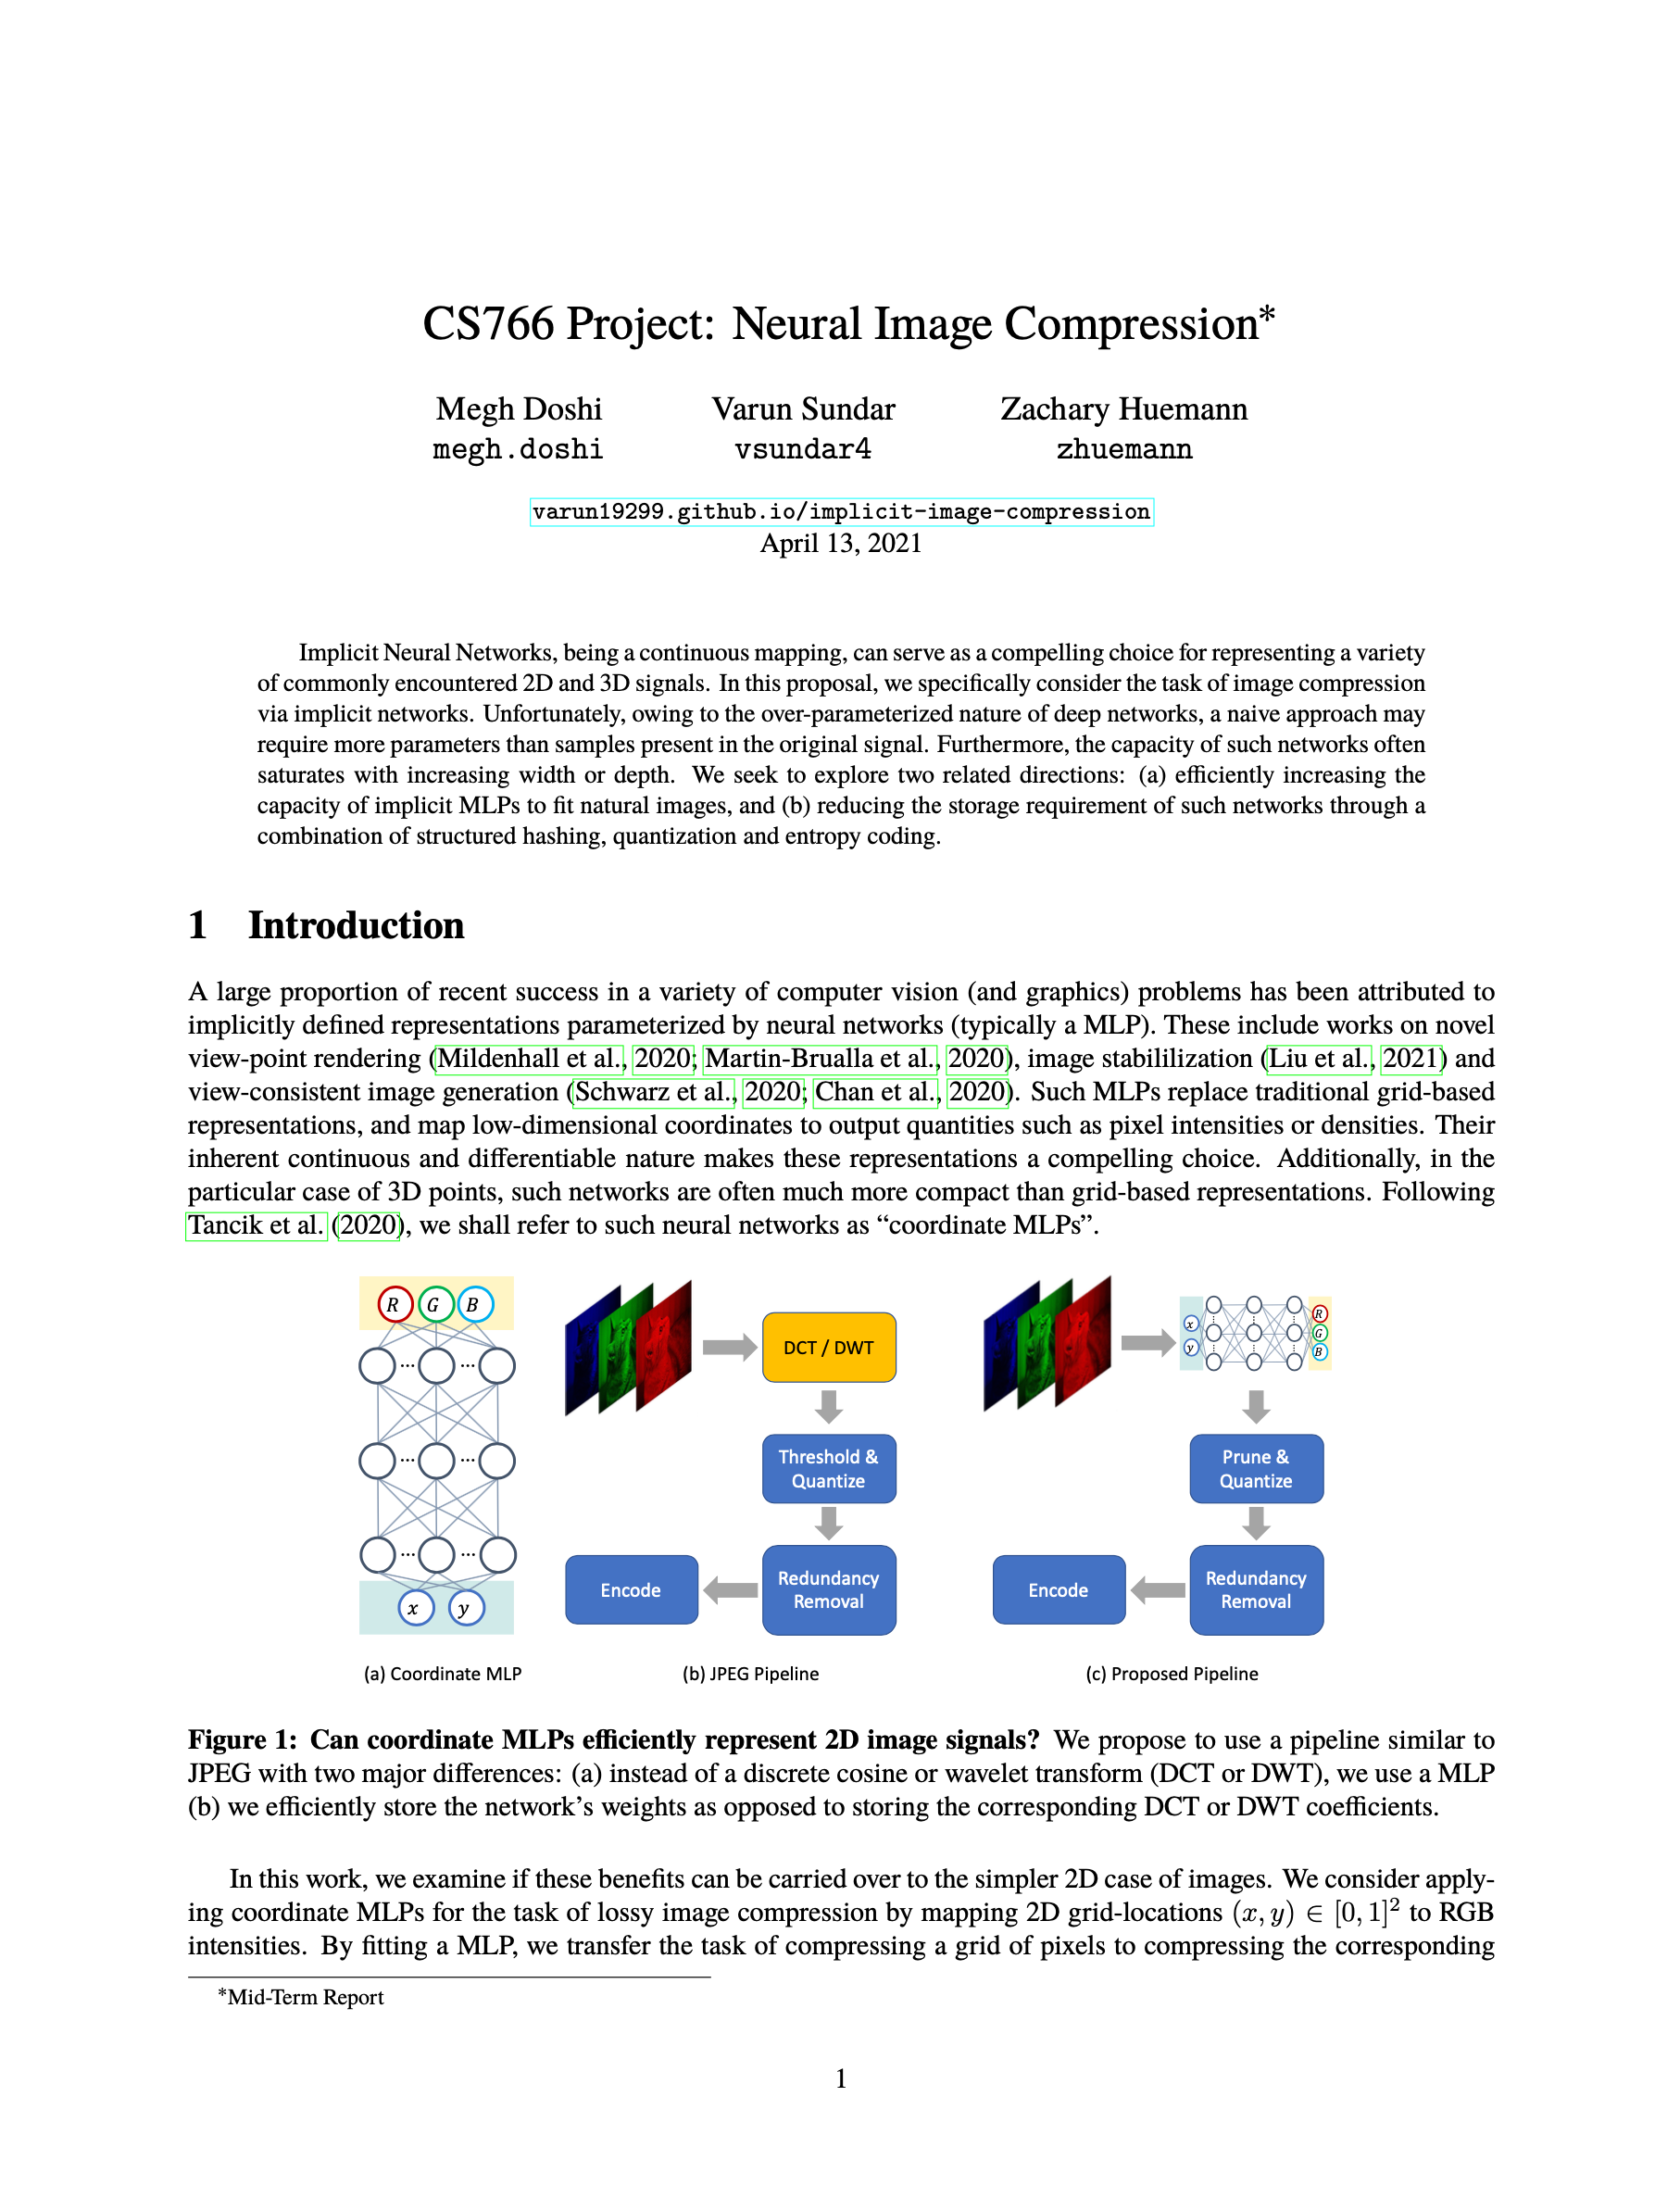 CS766 Project: Neural Image Compression*
Megh Doshi Varun Sundar Zachary Huemann
megh.doshi vsundar4 zhuemann
varun19299.github.io/implicit-image-compression
April 13, 2021
Implicit Neural Networks, being a continuous mapping, can serve as a compelling choice for representing a variety
of commonly encountered 2D and 3D signals. In this proposal, we specifically consider the task of image compression
via implicit networks. Unfortunately, owing to the over-parameterized nature of deep networks, a naive approach may
require more parameters than samples present in the original signal. Furthermore, the capacity of such networks often
saturates with increasing width or depth. We seek to explore two related directions: (a) efficiently increasing the
capacity of implicit MLPs to fit natural images, and (b) reducing the storage requirement of such networks through a
combination of structured hashing, quantization and entropy coding.
1 Introduction
A large proportion of recent success in a variety of computer vision (and graphics) problems has been attributed to
implicitly defined representations parameterized by neural networks (typically a MLP). These include works on novel
view-point rendering (Mildenhall et al., 2020; Martin-Brualla et al., 2020), image stabililization (Liu et al., 2021) and
view-consistent image generation (Schwarz et al., 2020; Chan et al., 2020). Such MLPs replace traditional grid-based
representations, and map low-dimensional coordinates to output quantities such as pixel intensities or densities. Their
inherent continuous and differentiable nature makes these representations a compelling choice. Additionally, in the
particular case of 3D points, such networks are often much more compact than grid-based representations. Following
Tancik et al. (2020), we shall refer to such neural networks as “coordinate MLPs”.
R G B
... ...
... ...
... ...
x y
(a) Coordinate MLP
DCT / DWT
Threshold &
Quantize
Redundancy
Removal
Encode
(b) JPEG Pipeline
x
y
R
G
B
Prune &
Quantize
Redundancy
Removal
Encode
(c) Proposed Pipeline
Figure 1: Can coordinate MLPs efficiently represent 2D image signals? We propose to use a pipeline similar to
JPEG with two major differences: (a) instead of a discrete cosine or wavelet transform (DCT or DWT), we use a MLP
(b) we efficiently store the network’s weights as opposed to storing the corresponding DCT or DWT coefficients.
In this work, we examine if these benefits can be carried over to the simpler 2D case of images. We consider apply-
ing coordinate MLPs for the task of lossy image compression by mapping 2D grid-locations (x, y) ∈ [0, 1]² to RGB
intensities. By fitting a MLP, we transfer the task of compressing a grid of pixels to compressing the corresponding
*Mid-Term Report
1